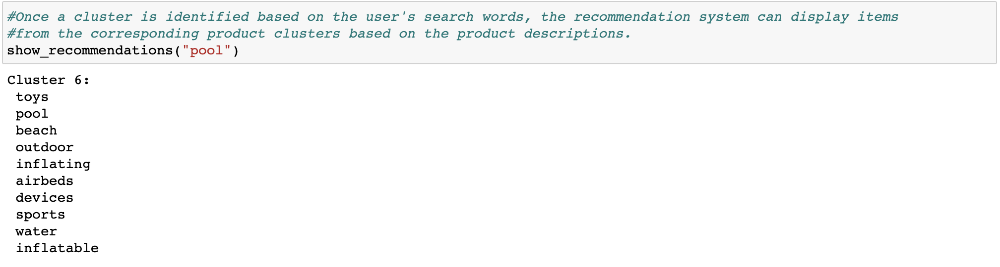 #Once a cluster is identified based on the user's search words, the recommendation system can display items
#from the corresponding product clusters based on the product descriptions.
show_recommendations("pool")
Cluster 6:
toys
pool
beach
outdoor
inflating
airbeds
devices
sports
water
inflatable